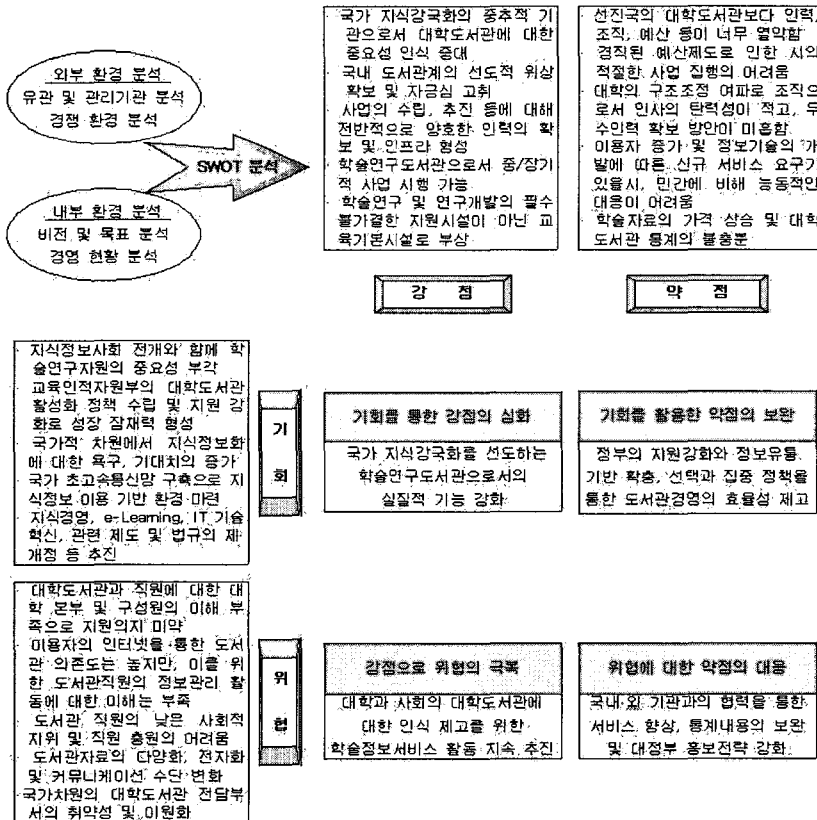 외부 환경 분석
유관 및 관리기관 분석
경쟁 환경 분석
SWOT 분석
내부 환경 분석
비전 및 목표 분석
경영 현황 분석
국가 지식강국화의 중추적 기
관으로서 대학도서관에 대한
중요성 인식 증대
국내 도서관계의 선도적 위상
확보 및 자긍심 고취
사업의 수립, 추진 등에 대해
전반적으로 양호한 인력의 확
보 및 인프라 형성
학술연구도서관으로서 중/장기
적 사업 시행 가능
학술연구 및 연구개발의 필수
불가결한 지원시설이 아닌 교
육기본시설로 부상
강 점
선진국의 대학도서관보다 인력,
조직, 예산 등이 너무 열악함
경직된 예산제도로 인한 시의
적절한 사업 집행의 어려움
대학의 구조조정 여파로 조직으
로서 인사의 탄력성이 적고, 우
수인력 확보 방안이 미흡함
이용자 증가 및 정보기술의 개
발에 따른 신규 서비스 요구가
있을시, 민간에 비해 능동적인
대응이 어려움
학술자료의 가격 상승 및 대학
도서관 통계의 불충분
약 점
지식정보사회 전개와 함께 학
술연구자원의 중요성 부각
교육인적자원부의 대학도서관
활성화 정책 수립 및 지원 강
화로 성장 잠재력 형성
국가적 차원에서 지식정보화
에 대한 욕구, 기대치의 증가
국가 초고속통신망 구축으로 지
식정보 이용 기반 환경 마련
지식경영, e-Learning, IT 기술
혁신, 관련 제도 및 법규의 제
개정 등 추진
기
회
기회를 통한 강점의 심화
국가 지식강국화를 선도하는
학술연구도서관으로서의
실질적 기능 강화
기회를 활용한 약점의 보완
정부의 지원강화와 정보유통
기반 확충, 선택과 집중 정책을
통한 도서관경영의 효율성 제고
대학도서관과 직원에 대한 대
학 본부 및 구성원의 이해 부
족으로 지원의지 미약
이용자의 인터넷을 통한 도서
관 의존도는 높지만, 이를 위
한 도서관직원의 정보관리 활
동에 대한 이해는 부족
도서관 직원의 낮은 사회적
지위 및 직원 충원의 어려움
도서관자료의 다양화, 전자화
및 커뮤니케이션 수단 변화
국가차원의 대학도서관 전담부
서의 취약성 및 이원화
위
협
강점으로 위협의 극복
대학과 사회의 대학도서관에
대한 인식 제고를 위한
학술정보서비스 활동 지속 추진
위협에 대한 약점의 대응
국내·외 기관과의 협력을 통한
서비스 향상, 통계내용의 보완
및 대정부 홍보전략 강화